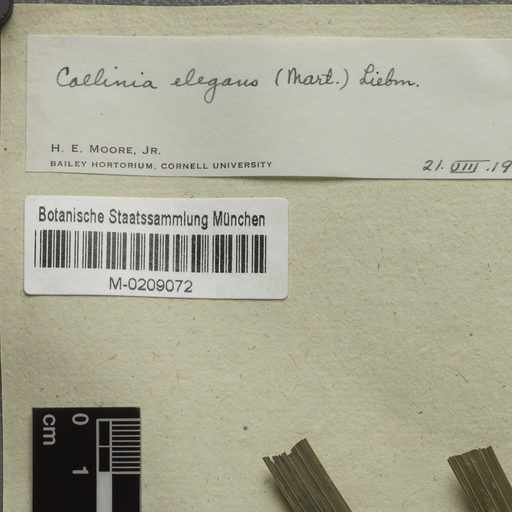 Collinia elegans (Mart.) Liebm.
H. E. MOORE, JR.
BAILEY HORTORIUM, CORNELL UNIVERSITY
21. VIII . 19
Botanische Staatssammlung München
M-0209072
0
cm
1